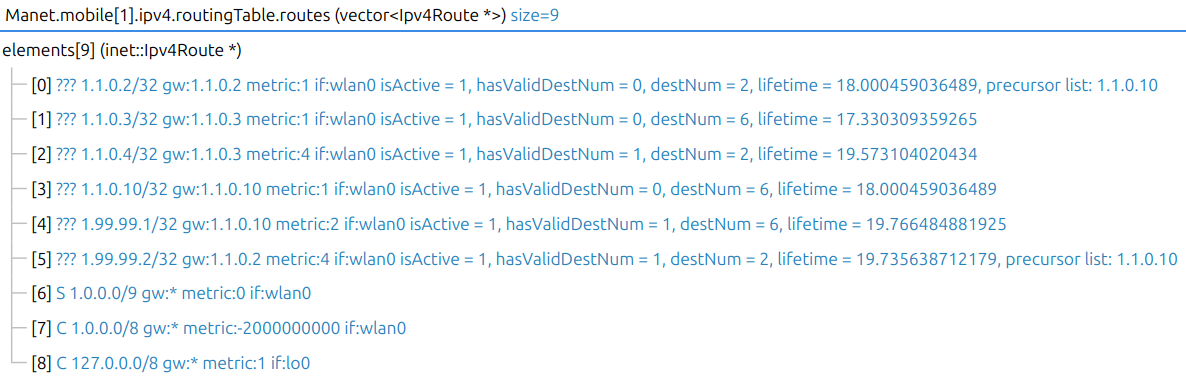 Manet.mobile[1].ipv4.routingTable.routes (vector<Ipv4Route *>) size=9
elements[9] (inet::Ipv4Route *)
[0] ??? 1.1.0.2/32 gw:1.1.0.2 metric:1 if:wlan0 isActive = 1, hasValidDestNum = 0, destNum = 2, lifetime = 18.000459036489, precursor list: 1.1.0.10
[1] ??? 1.1.0.3/32 gw:1.1.0.3 metric:1 if:wlan0 isActive = 1, hasValidDestNum = 0, destNum = 6, lifetime = 17.330309359265
[2] ??? 1.1.0.4/32 gw:1.1.0.3 metric:4 if:wlan0 isActive = 1, hasValidDestNum = 1, destNum = 2, lifetime = 19.573104020434
[3] ??? 1.1.0.10/32 gw:1.1.0.10 metric:1 if:wlan0 isActive = 1, hasValidDestNum = 0, destNum = 6, lifetime = 18.000459036489
[4] ??? 1.99.99.1/32 gw:1.1.0.10 metric:2 if:wlan0 isActive = 1, hasValidDestNum = 1, destNum = 6, lifetime = 19.766484881925
[5] ??? 1.99.99.2/32 gw:1.1.0.2 metric:4 if:wlan0 isActive = 1, hasValidDestNum = 1, destNum = 2, lifetime = 19.735638712179, precursor list: 1.1.0.10
[6] S 1.0.0.0/9 gw:* metric:0 if:wlan0
[7] C 1.0.0.0/8 gw:* metric:-2000000000 if:wlan0
[8] C 127.0.0.0/8 gw:* metric:1 if:lo0